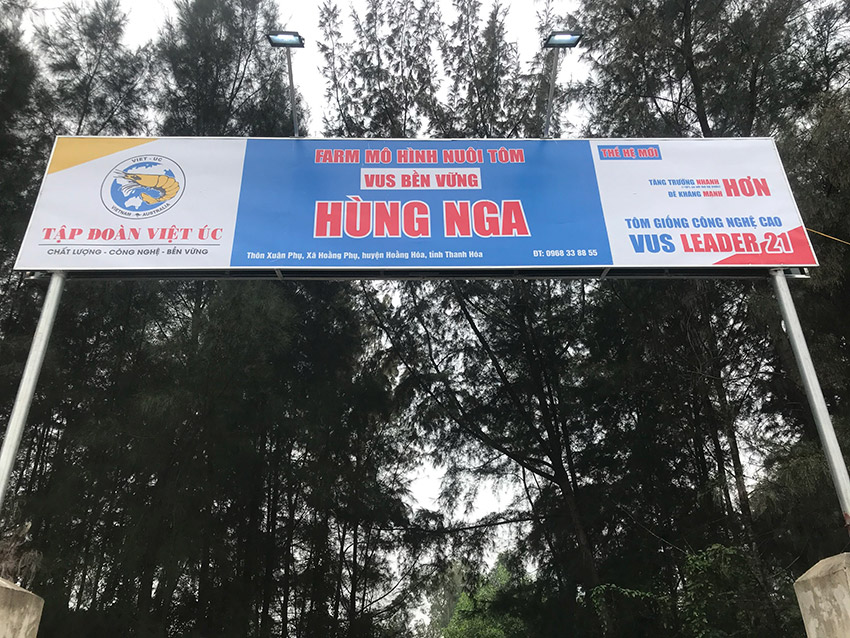 VIET - UC
VIETNAM AUSTRALIA
TẬP ĐOÀN VIỆT ÚC
CHẤT LƯỢNG - CÔNG NGHỆ - BỀN VỮNG
FARM MÔ HÌNH NUÔI TÔM
VUS BỀN VỮNG
HÙNG NGA
Thôn Xuân Phụ, Xã Hoằng Phụ, huyện Hoằng Hóa, tỉnh Thanh Hóa
ĐT: 0968 33 88 55
THẾ HỆ MỚI
TĂNG TRƯỞNG NHANH
ĐỀ KHÁNG MẠNH HƠN
TÔM GIỐNG CÔNG NGHỆ CAO
VUS LEADER 21